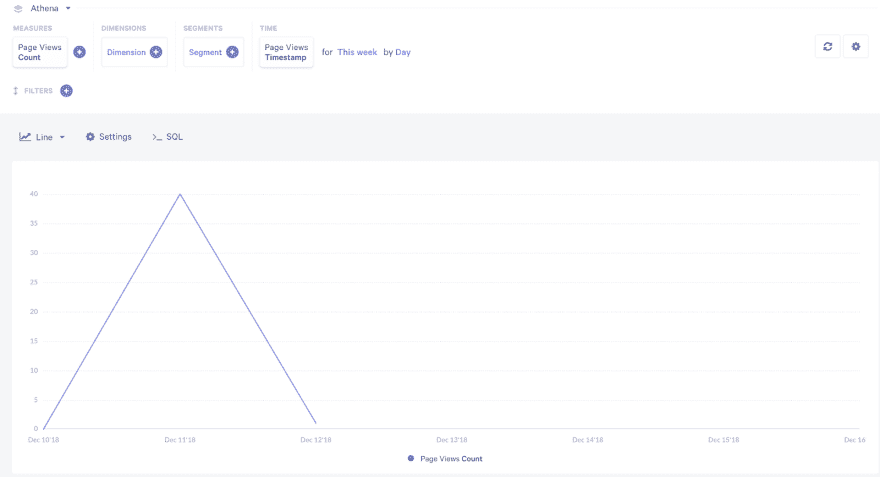 Athena
MEASURES DIMENSIONS SEGMENTS TIME
Page Views Count Dimension Segment Page Views Timestamp for This week by Day
FILTERS
Line Settings >_ SQL
40
35
30
25
20
15
10
5
0
Dec 10'18 Dec 11'18 Dec 12'18 Dec 13'18 Dec 14'18 Dec 15'18 Dec 16
Page Views Count